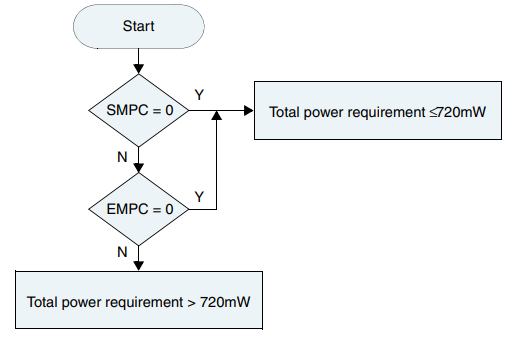 Start
SMPC = 0
Y
Total power requirement ≤720mW
N
EMPC = 0
Y
N
Total power requirement > 720mW